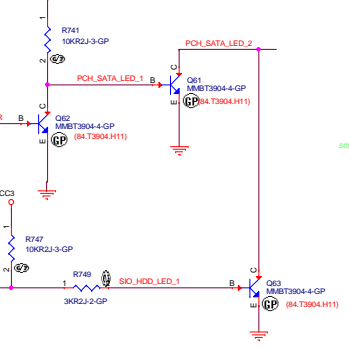 R741
10KR2J-3-GP
1
2
PCH_SATA_LED_2
PCH_SATA_LED_1
B
C
E
Q61
MMBT3904-4-GP
GP
(84.T3904.H11)
R
B
C
E
Q62
MMBT3904-4-GP
GP
(84.T3904.H11)
CC3
1
2
R747
10KR2J-3-GP
R749
1
3KR2J-2-GP
SIO_HDD_LED_1
B
C
E
Q63
MMBT3904-4-GP
GP
(84.T3904.H11)